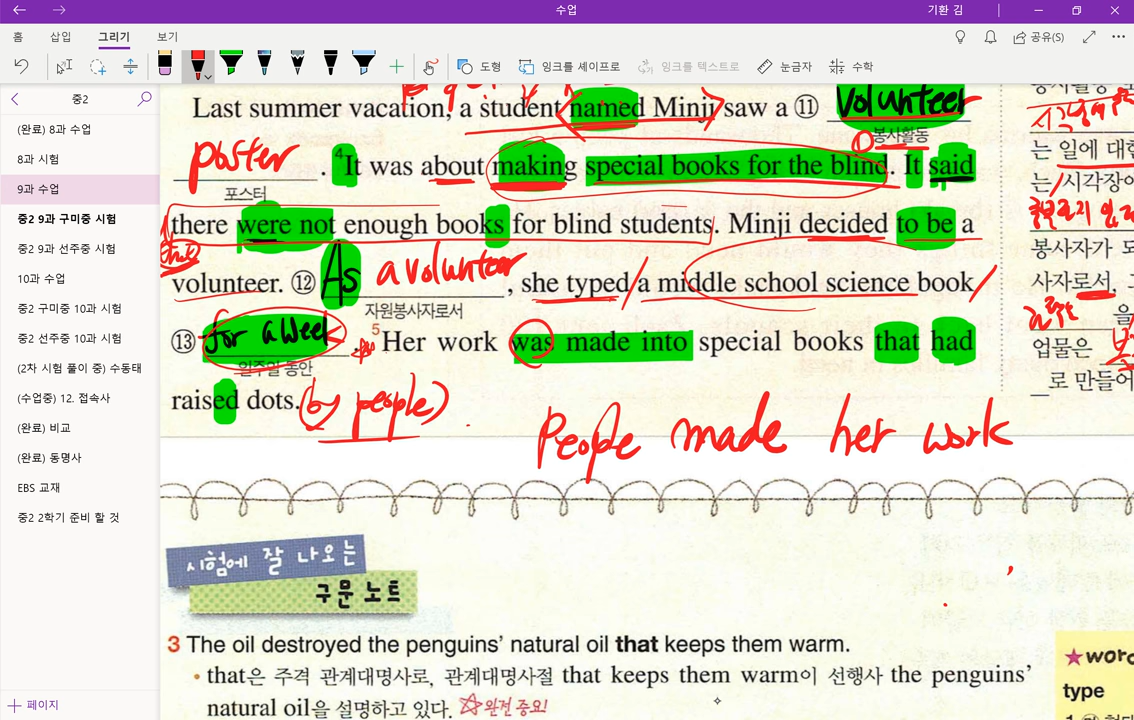 수업
기환 김
홈 삽입 그리기 보기
공유(S)
도형 잉크를 셰이프로 잉크를 텍스트로 눈금자 수학
중2
(완료) 8과 수업
8과 시험
9과 수업
중2 9과 구미중 시험
중2 9과 선주중 시험
10과 수업
중2 구미중 10과 시험
중2 선주중 10과 시험
(2차 시험 풀이 중) 수동태
(수업중) 12. 접속사
(완료) 비교
(완료) 동명사
EBS 교재
중2 2학기 준비 할 것
페이지
Last summer vacation, a student named Minji saw a ⑪ Volunteer
봉사활동
poster . 4 It was about making special books for the blind. It said
포스터
there were not enough books for blind students. Minji decided to be a
volunteer. ⑫ As a volunteer , she typed / a middle school science book /
자원봉사자로서
⑬ for a week . 5 Her work was made into special books that had
일주일 동안
raised dots. (by people) .
People made her work
는 일에 대한
는 / 시각장애
봉사자가 되
사자로서, 그
을
업물은
로 만들어
시험에 잘 나오는
구문 노트
3 The oil destroyed the penguins' natural oil that keeps them warm.
• that은 주격 관계대명사로, 관계대명사절 that keeps them warm이 선행사 the penguins'
natural oil을 설명하고 있다. ☆완전 중요!
★word
type